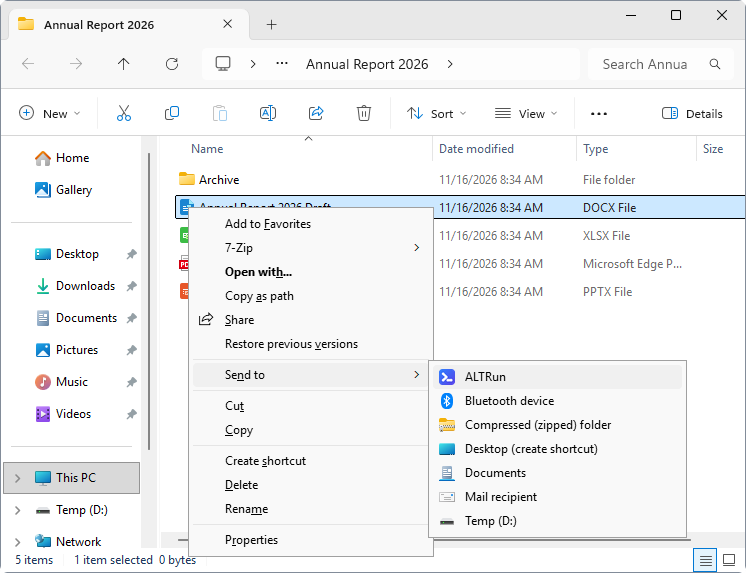 Annual Report 2026
Annual Report 2026
Search Annua
New
Sort
View
Details
Home
Gallery
Desktop
Downloads
Documents
Pictures
Music
Videos
This PC
Temp (D:)
Network
Name
Date modified
Type
Size
Archive
11/16/2026 8:34 AM
File folder
Annual Report 2026 Draft
11/16/2026 8:34 AM
DOCX File
11/16/2026 8:34 AM
XLSX File
11/16/2026 8:34 AM
Microsoft Edge P...
11/16/2026 8:34 AM
PPTX File
Add to Favorites
7-Zip
Open with...
Copy as path
Share
Restore previous versions
Send to
Cut
Copy
Create shortcut
Delete
Rename
Properties
ALTRun
Bluetooth device
Compressed (zipped) folder
Desktop (create shortcut)
Documents
Mail recipient
Temp (D:)
5 items
1 item selected
0 bytes